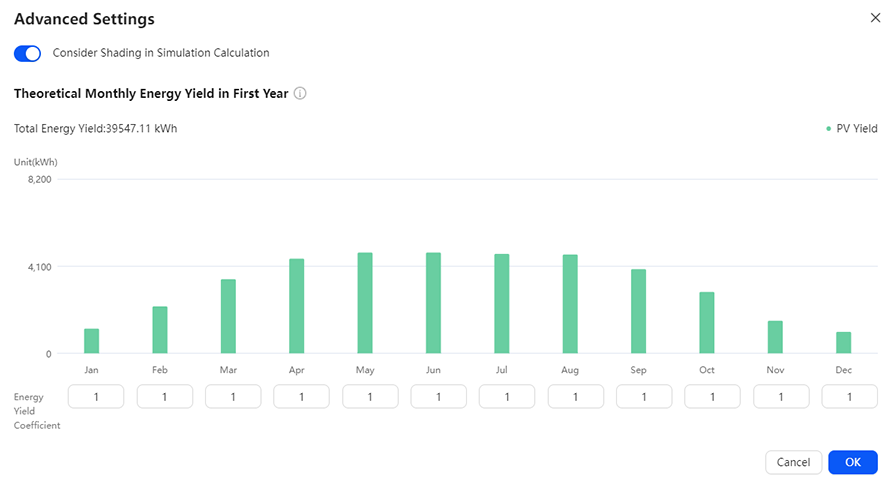 Advanced Settings
Consider Shading in Simulation Calculation
Theoretical Monthly Energy Yield in First Year
Total Energy Yield:39547.11 kWh
PV Yield
Unit(kWh)
8,200
4,100
0
Jan Feb Mar Apr May Jun Jul Aug Sep Oct Nov Dec
Energy
Yield
Coefficient
1 1 1 1 1 1 1 1 1 1 1 1
Cancel OK